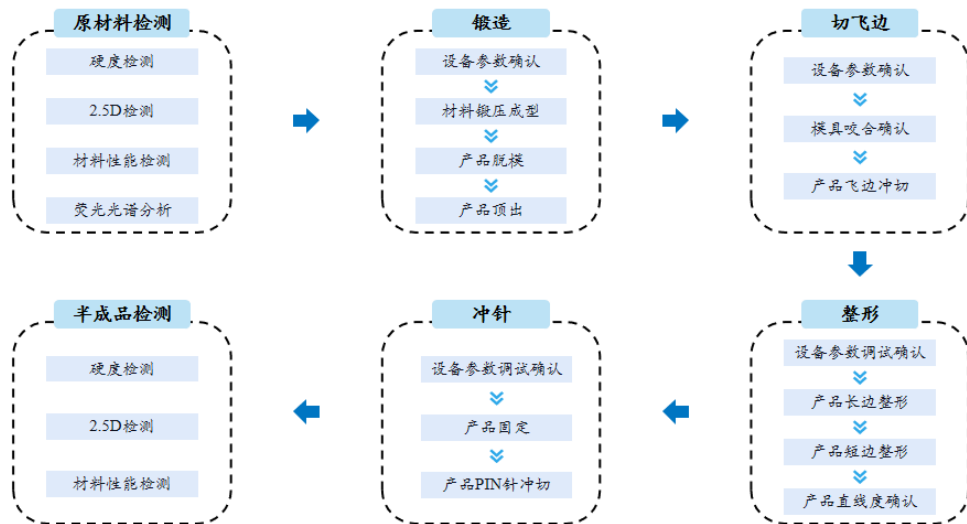 原材料检测
硬度检测
2.5D检测
材料性能检测
荧光光谱分析
锻造
设备参数确认
材料锻压成型
产品脱模
产品顶出
切飞边
设备参数确认
模具咬合确认
产品飞边冲切
整形
设备参数调试确认
产品长边整形
产品短边整形
产品直线度确认
冲针
设备参数调试确认
产品固定
产品PIN针冲切
半成品检测
硬度检测
2.5D检测
材料性能检测